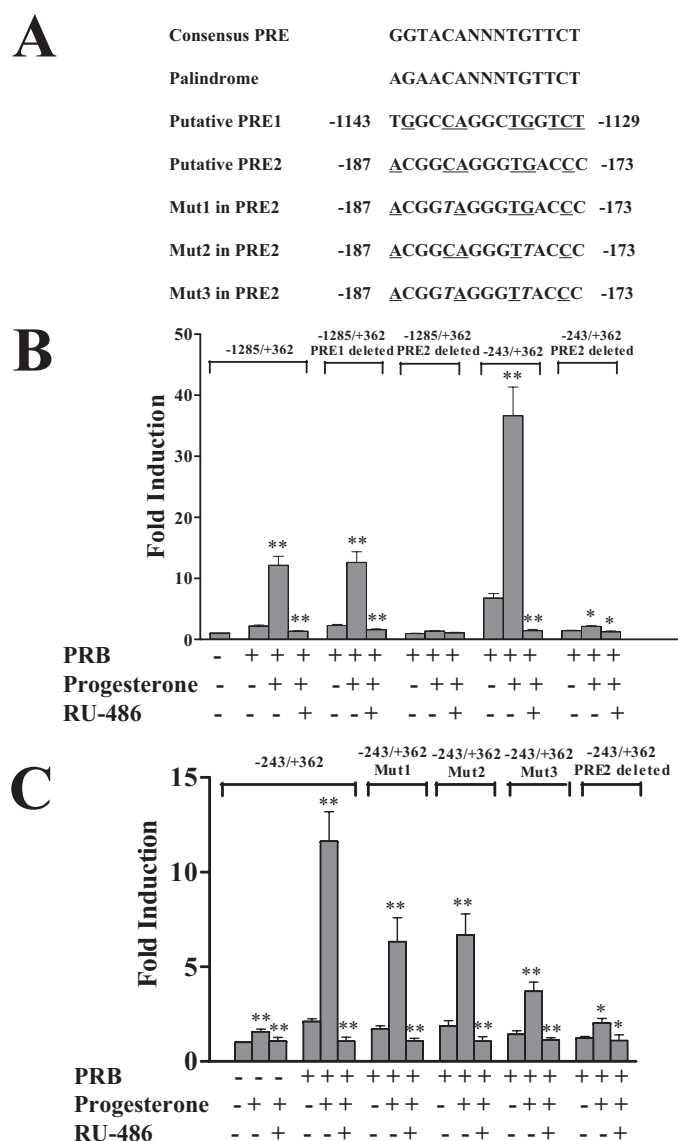 A
Consensus PRE GGTACANNNTGTTCT
Palindrome AGAACANNNTGTTCT
Putative PRE1 -1143 TGGCCAGGCTGGTCT -1129
Putative PRE2 -187 ACGGCAGGGTGACCC -173
Mut1 in PRE2 -187 ACGGTAGGGTGACCC -173
Mut2 in PRE2 -187 ACGGCAGGGTTACCC -173
Mut3 in PRE2 -187 ACGGTAGGGTTACCC -173
B
-1285/+362 -1285/+362 PRE1 deleted -1285/+362 PRE2 deleted -243/+362 -243/+362 PRE2 deleted
Fold Induction
50
40
30
20
10
0
** ** ** ** ** ** * *
PRB - + + + + + + + + + + + + + + +
Progesterone - - + + - + + - + + - + + - + +
RU-486 - - - + - - + - - + - - + - - +
C
-243/+362 -243/+362 Mut1 -243/+362 Mut2 -243/+362 Mut3 -243/+362 PRE2 deleted
Fold Induction
15
10
5
0
** ** ** ** ** ** ** ** ** ** * *
PRB - - - + + + + + + + + + + + + + + +
Progesterone - + + - + + - + + - + + - + + - + +
RU-486 - - + - - + - - + - - + - - + - - +